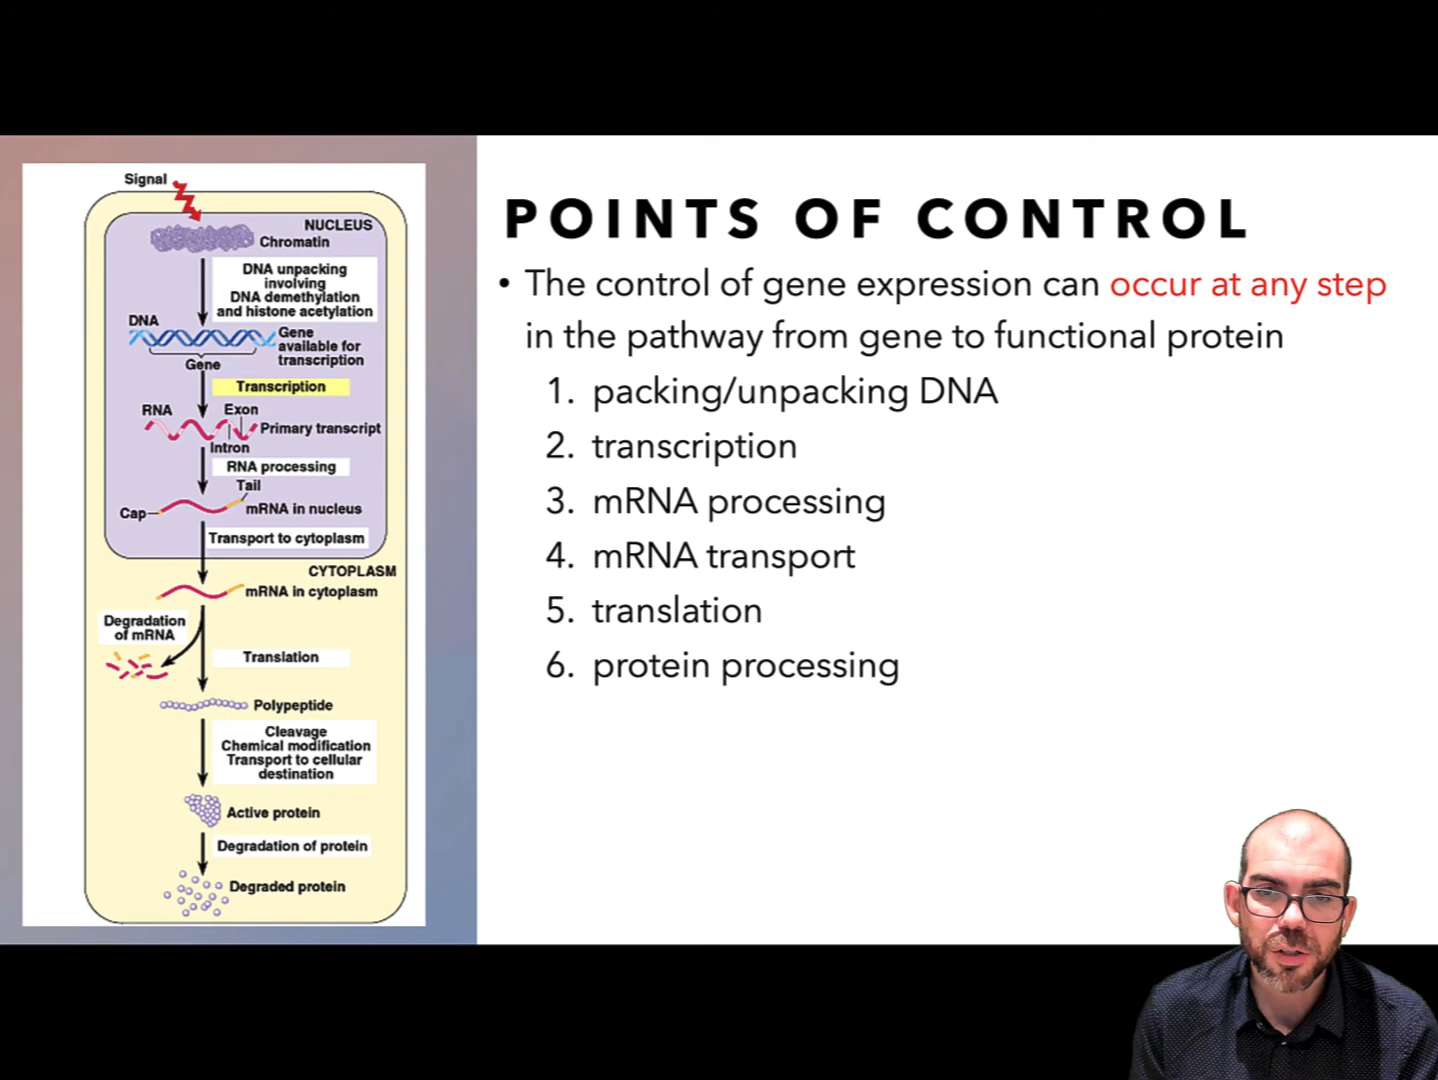 Signal
NUCLEUS
Chromatin
DNA unpacking
involving
DNA demethylation
and histone acetylation
DNA
Gene
available for
transcription
Gene
Transcription
RNA
Exon
Primary transcript
Intron
RNA processing
Tail
Cap
mRNA in nucleus
Transport to cytoplasm
CYTOPLASM
mRNA in cytoplasm
Degradation
of mRNA
Translation
Polypeptide
Cleavage
Chemical modification
Transport to cellular
destination
Active protein
Degradation of protein
Degraded protein
POINTS OF CONTROL
• The control of gene expression can occur at any step
in the pathway from gene to functional protein
1. packing/unpacking DNA
2. transcription
3. mRNA processing
4. mRNA transport
5. translation
6. protein processing